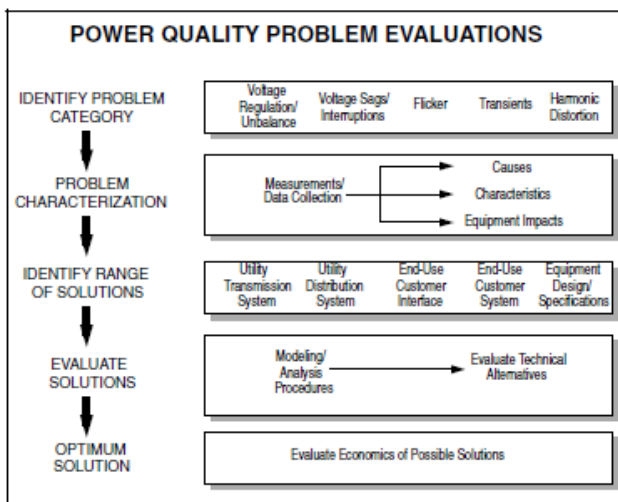 POWER QUALITY PROBLEM EVALUATIONS
IDENTIFY PROBLEM
CATEGORY
Voltage
Regulation/
Unbalance
Voltage Sags/
Interruptions
Flicker
Transients
Harmonic
Distortion
PROBLEM
CHARACTERIZATION
Measurements/
Data Collection
Causes
Characteristics
Equipment Impacts
IDENTIFY RANGE
OF SOLUTIONS
Utility
Transmission
System
Utility
Distribution
System
End-Use
Customer
Interface
End-Use
Customer
System
Equipment
Design/
Specifications
EVALUATE
SOLUTIONS
Modeling/
Analysis
Procedures
Evaluate Technical
Alternatives
OPTIMUM
SOLUTION
Evaluate Economics of Possible Solutions